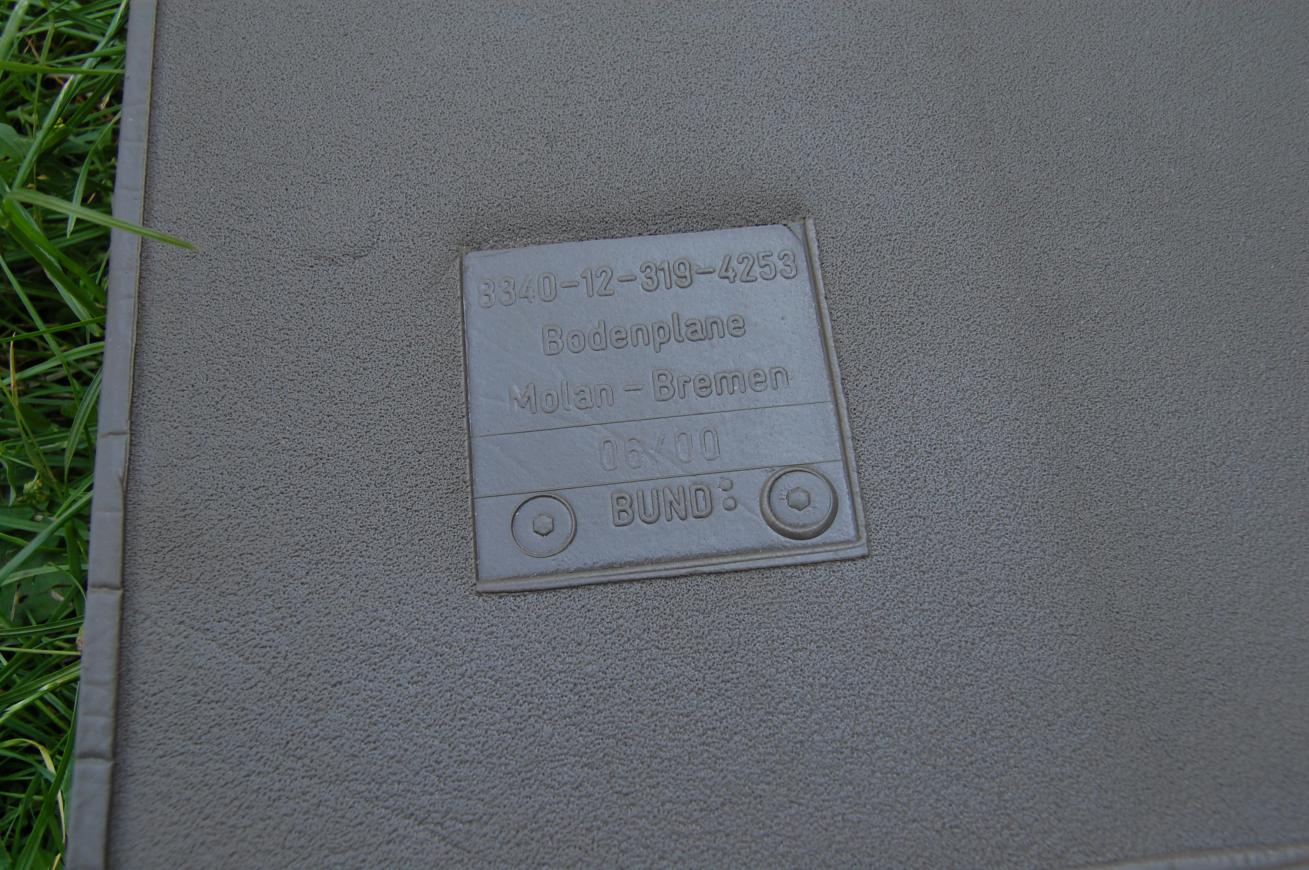 8340-12-319-4253
Bodenplane
Molan - Bremen
06/00
BUND: